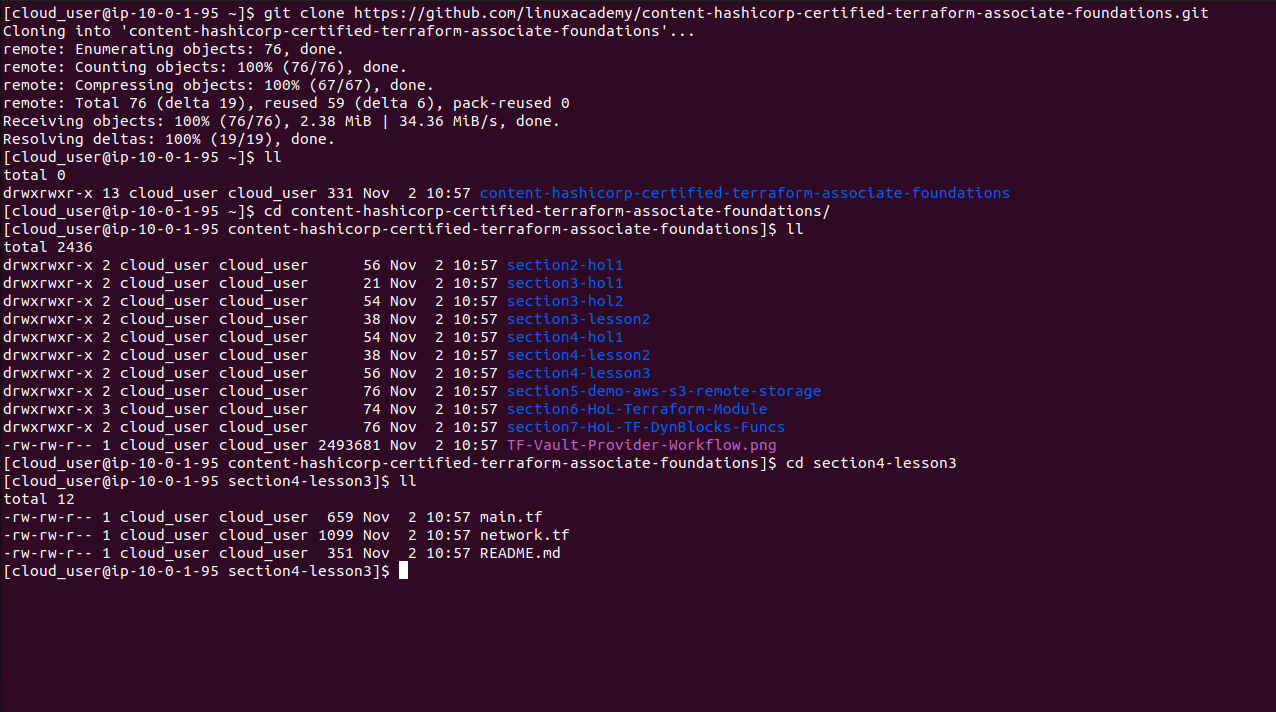 [cloud_user@ip-10-0-1-95 ~]$ git clone https://github.com/linuxacademy/content-hashicorp-certified-terraform-associate-foundations.git
Cloning into 'content-hashicorp-certified-terraform-associate-foundations'...
remote: Enumerating objects: 76, done.
remote: Counting objects: 100% (76/76), done.
remote: Compressing objects: 100% (67/67), done.
remote: Total 76 (delta 19), reused 59 (delta 6), pack-reused 0
Receiving objects: 100% (76/76), 2.38 MiB | 34.36 MiB/s, done.
Resolving deltas: 100% (19/19), done.
[cloud_user@ip-10-0-1-95 ~]$ ll
total 0
drwxrwxr-x 13 cloud_user cloud_user 331 Nov  2 10:57 content-hashicorp-certified-terraform-associate-foundations
[cloud_user@ip-10-0-1-95 ~]$ cd content-hashicorp-certified-terraform-associate-foundations/
[cloud_user@ip-10-0-1-95 content-hashicorp-certified-terraform-associate-foundations]$ ll
total 2436
drwxrwxr-x 2 cloud_user cloud_user      56 Nov  2 10:57 section2-hol1
drwxrwxr-x 2 cloud_user cloud_user      21 Nov  2 10:57 section3-hol1
drwxrwxr-x 2 cloud_user cloud_user      54 Nov  2 10:57 section3-hol2
drwxrwxr-x 2 cloud_user cloud_user      38 Nov  2 10:57 section3-lesson2
drwxrwxr-x 2 cloud_user cloud_user      54 Nov  2 10:57 section4-hol1
drwxrwxr-x 2 cloud_user cloud_user      38 Nov  2 10:57 section4-lesson2
drwxrwxr-x 2 cloud_user cloud_user      56 Nov  2 10:57 section4-lesson3
drwxrwxr-x 2 cloud_user cloud_user      76 Nov  2 10:57 section5-demo-aws-s3-remote-storage
drwxrwxr-x 3 cloud_user cloud_user      74 Nov  2 10:57 section6-HoL-Terraform-Module
drwxrwxr-x 2 cloud_user cloud_user      76 Nov  2 10:57 section7-HoL-TF-DynBlocks-Funcs
-rw-rw-r-- 1 cloud_user cloud_user 2493681 Nov  2 10:57 TF-Vault-Provider-Workflow.png
[cloud_user@ip-10-0-1-95 content-hashicorp-certified-terraform-associate-foundations]$ cd section4-lesson3
[cloud_user@ip-10-0-1-95 section4-lesson3]$ ll
total 12
-rw-rw-r-- 1 cloud_user cloud_user  659 Nov  2 10:57 main.tf
-rw-rw-r-- 1 cloud_user cloud_user 1099 Nov  2 10:57 network.tf
-rw-rw-r-- 1 cloud_user cloud_user  351 Nov  2 10:57 README.md
[cloud_user@ip-10-0-1-95 section4-lesson3]$